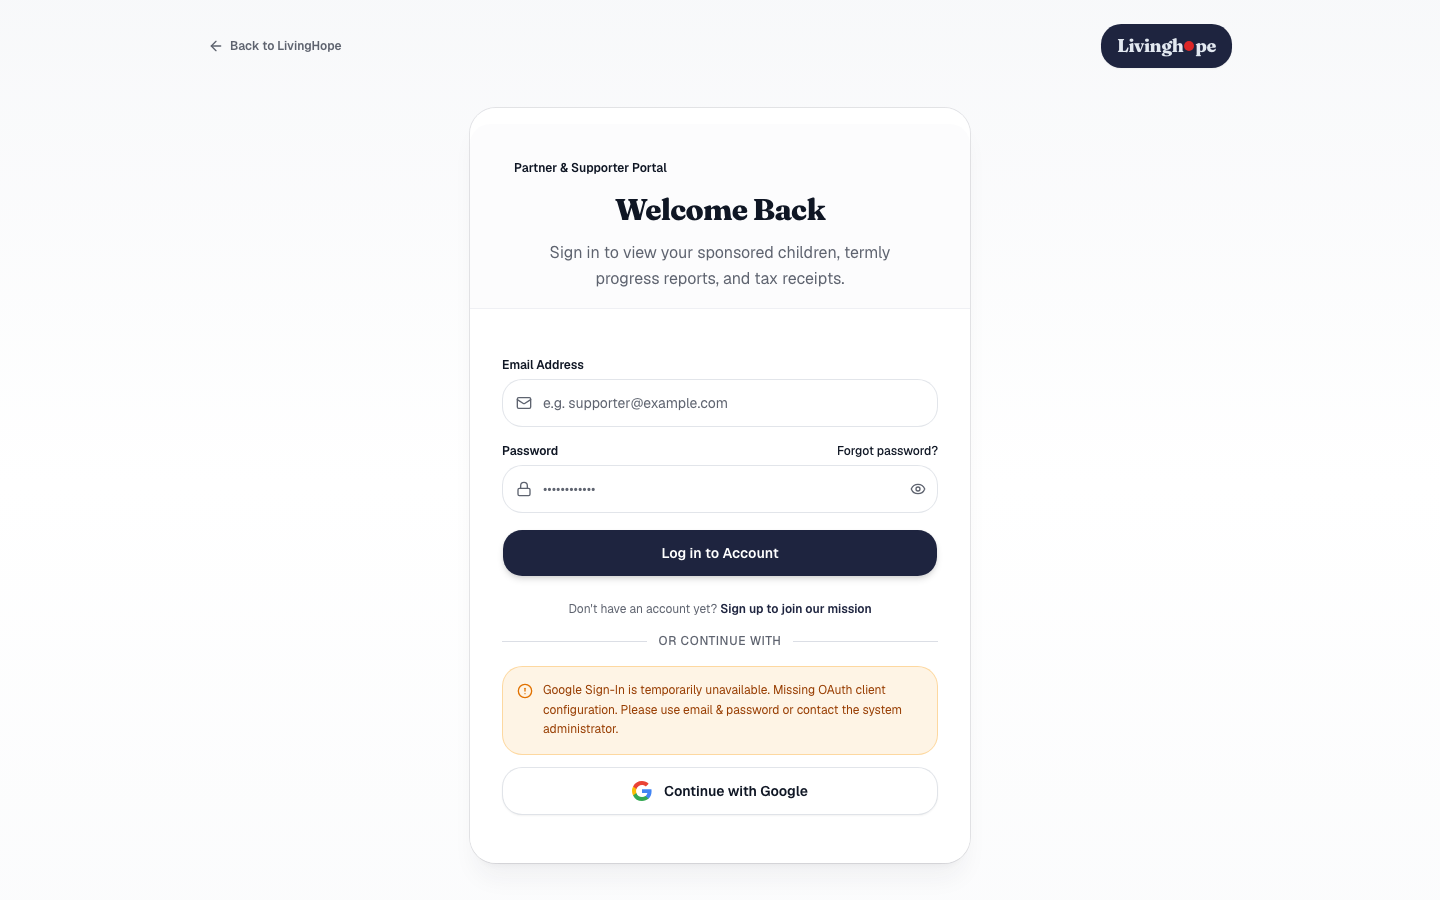 Back to LivingHope
Livinghope
Partner & Supporter Portal
Welcome Back
Sign in to view your sponsored children, termly
progress reports, and tax receipts.
Email Address
e.g. supporter@example.com
Password
Forgot password?
••••••••••••
Log in to Account
Don't have an account yet? Sign up to join our mission
OR CONTINUE WITH
Google Sign-In is temporarily unavailable. Missing OAuth client
configuration. Please use email & password or contact the system
administrator.
Continue with Google